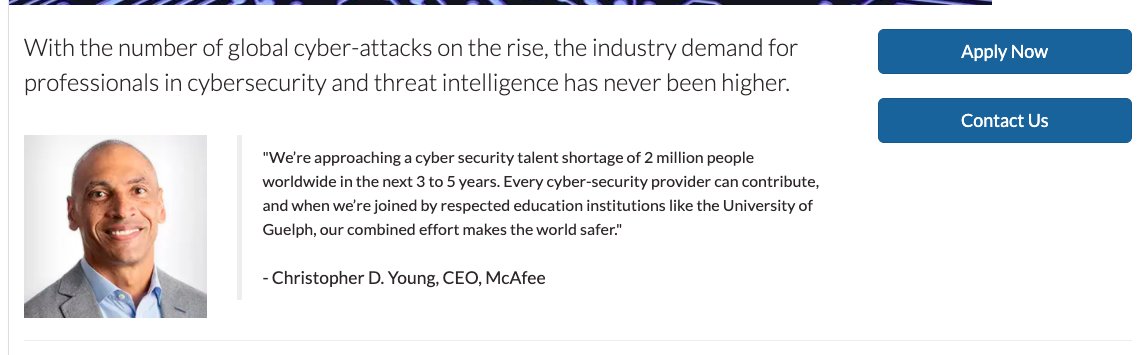 With the number of global cyber-attacks on the rise, the industry demand for
professionals in cybersecurity and threat intelligence has never been higher.
Apply Now
Contact Us
"We’re approaching a cyber security talent shortage of 2 million people
worldwide in the next 3 to 5 years. Every cyber-security provider can contribute,
and when we’re joined by respected education institutions like the University of
Guelph, our combined effort makes the world safer."
- Christopher D. Young, CEO, McAfee